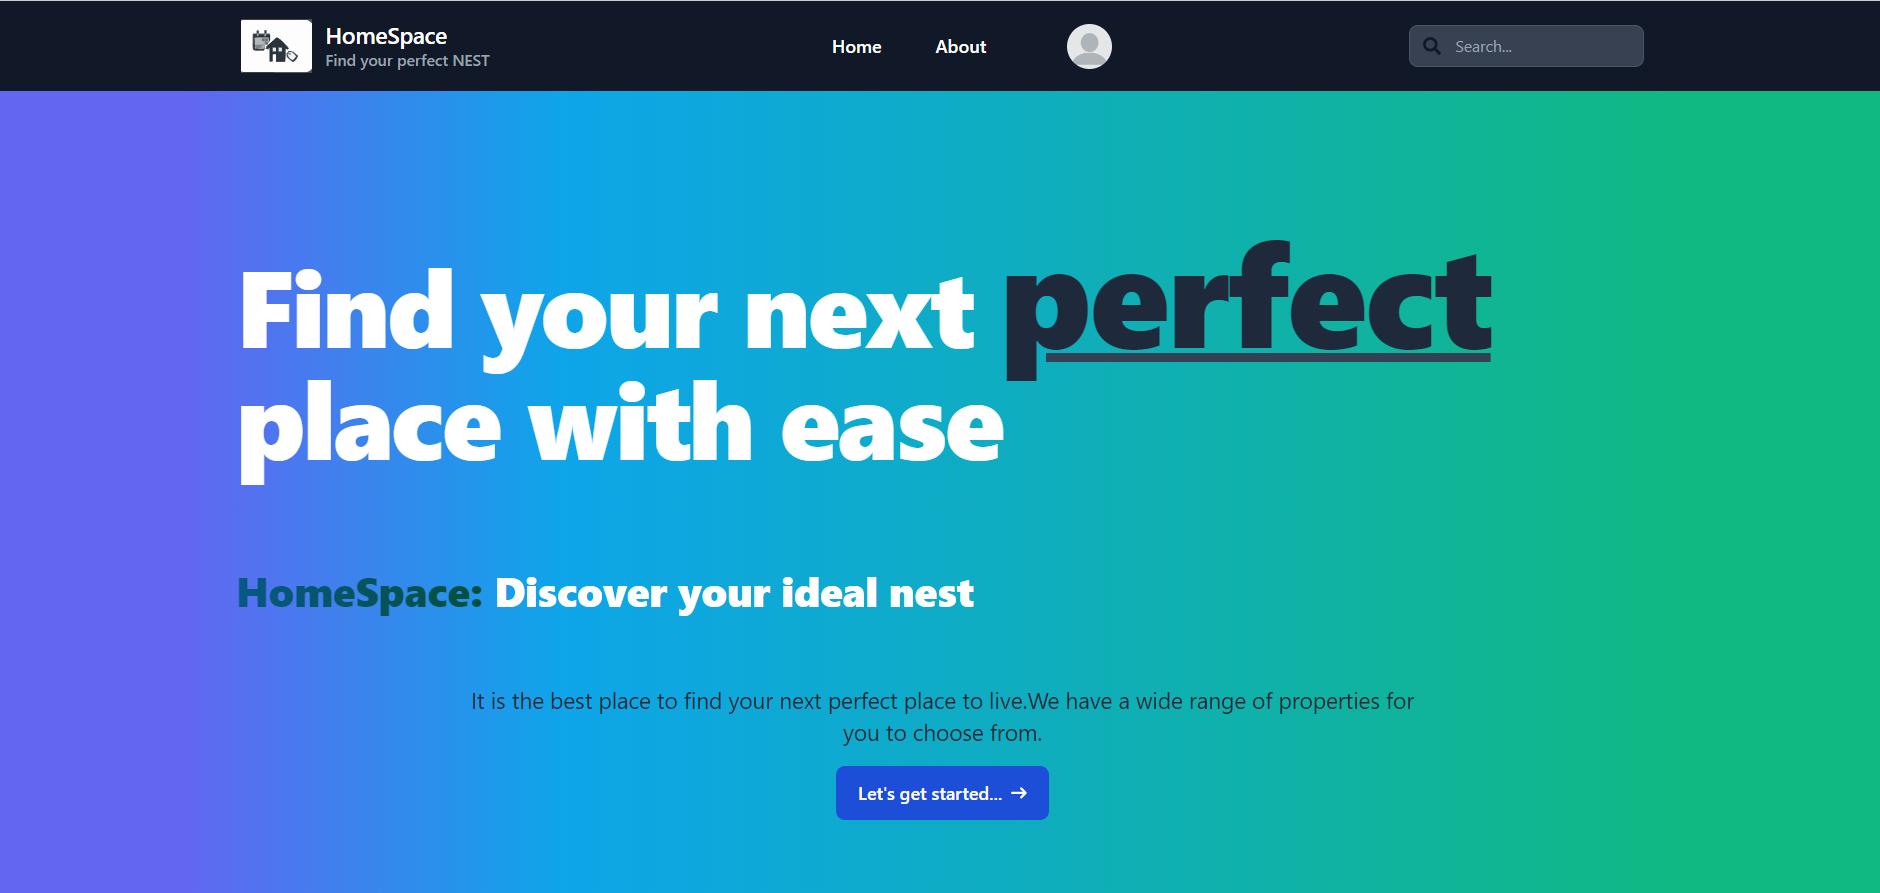 HomeSpace
Find your perfect NEST
Home
About
Search...
Find your next perfect
place with ease
HomeSpace: Discover your ideal nest
It is the best place to find your next perfect place to live.We have a wide range of properties for
you to choose from.
Let's get started... →